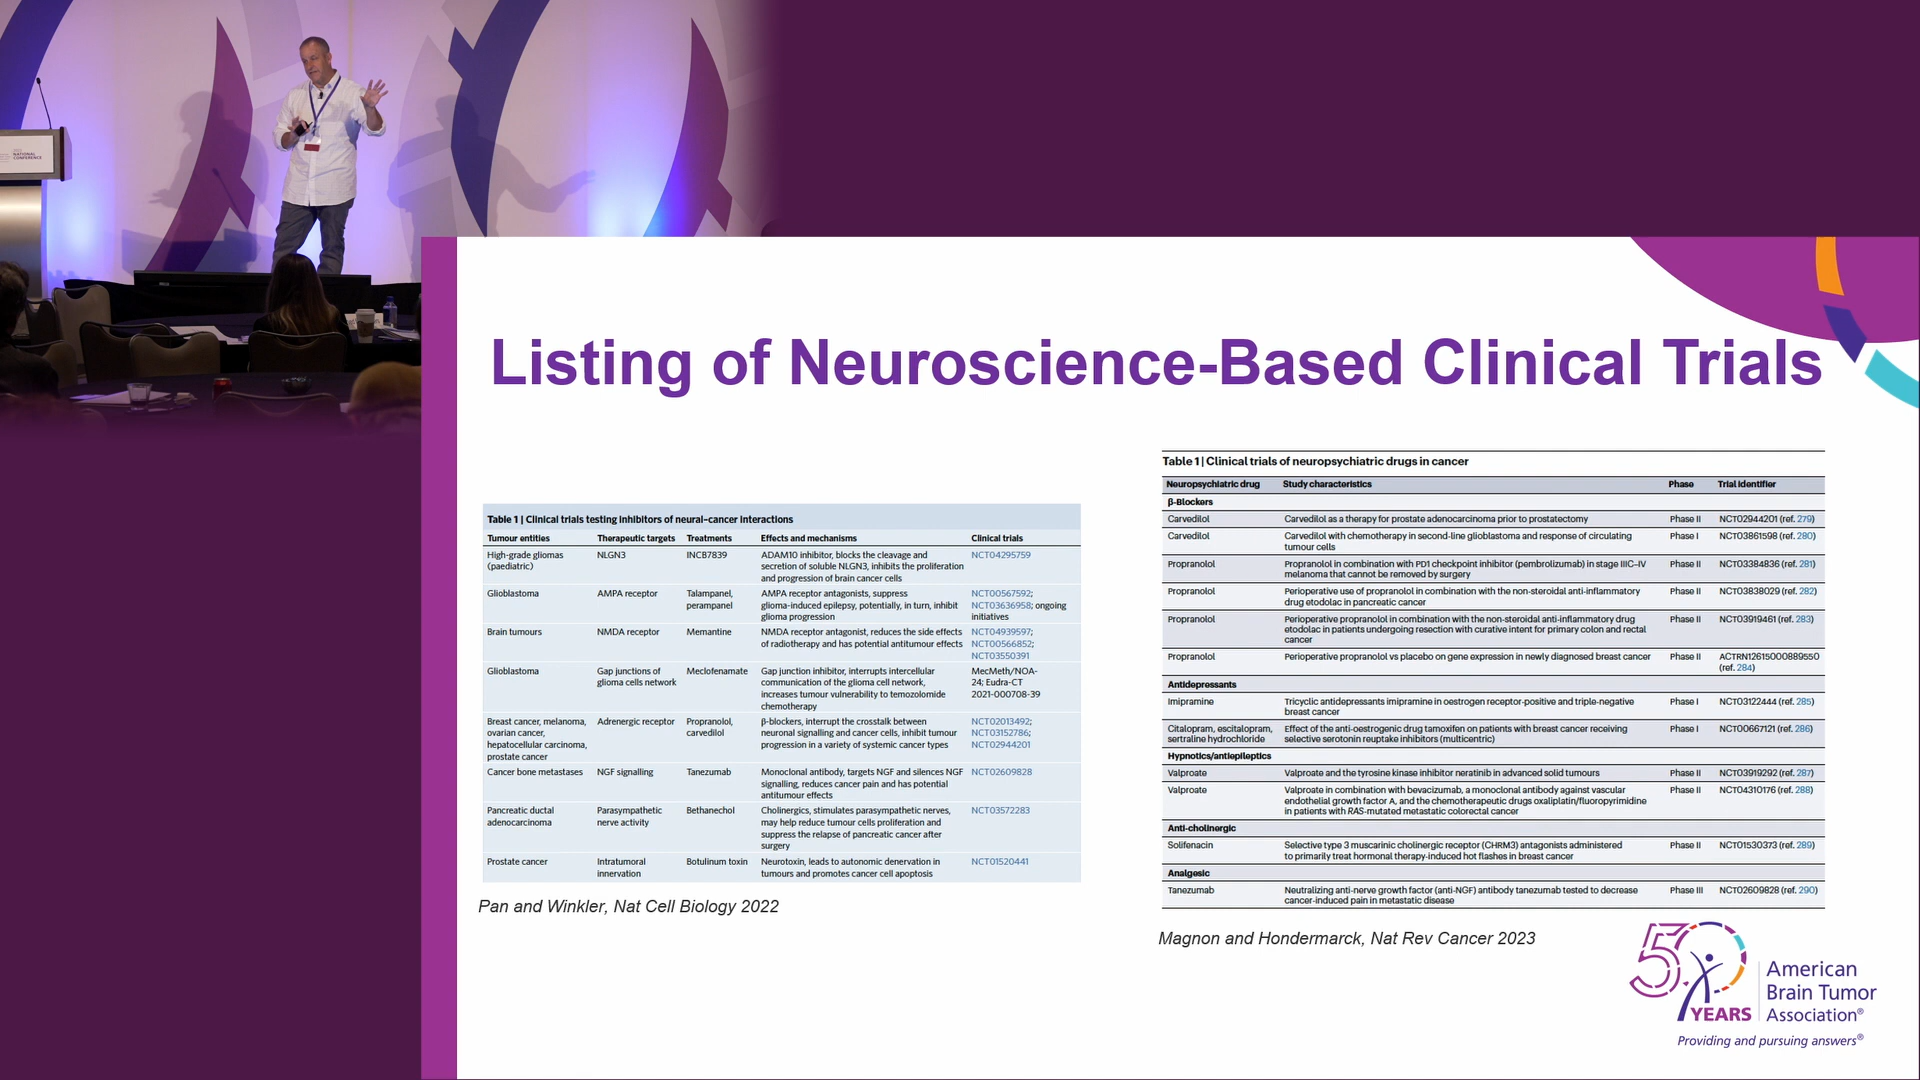 NATIONAL
CONFERENCE
Listing of Neuroscience-Based Clinical Trials
Table 1 | Clinical trials testing inhibitors of neural–cancer interactions
Tumour entities Therapeutic targets Treatments Effects and mechanisms Clinical trials
High-grade gliomas NLGN3 INCB7839 ADAM10 inhibitor, blocks the cleavage and NCT04295759
(paediatric) secretion of soluble NLGN3, inhibits the proliferation
and progression of brain cancer cells
Glioblastoma AMPA receptor Talampanel, AMPA receptor antagonists, suppress NCT00567592;
perampanel glioma-induced epilepsy, potentially, in turn, inhibit NCT03636958; ongoing
glioma progression initiatives
Brain tumours NMDA receptor Memantine NMDA receptor antagonist, reduces the side effects NCT04939597;
of radiotherapy and has potential antitumour effects NCT00566852;
NCT03550391
Glioblastoma Gap junctions of Meclofenamate Gap junction inhibitor, interrupts intercellular MecMeth/NOA-
glioma cells network communication of the glioma cell network, 24; Eudra-CT
increases tumour vulnerability to temozolomide 2021-000708-39
chemotherapy
Breast cancer, melanoma, Adrenergic receptor Propranolol, β-blockers, interrupt the crosstalk between NCT02013492;
ovarian cancer, carvedilol neuronal signalling and cancer cells, inhibit tumour NCT03152786;
hepatocellular carcinoma, progression in a variety of systemic cancer types NCT02944201
prostate cancer
Cancer bone metastases NGF signalling Tanezumab Monoclonal antibody, targets NGF and silences NGF NCT02609828
signalling, reduces cancer pain and has potential
antitumour effects
Pancreatic ductal Parasympathetic Bethanechol Cholinergics, stimulates parasympathetic nerves, NCT03572283
adenocarcinoma nerve activity may help reduce tumour cells proliferation and
suppress the relapse of pancreatic cancer after
surgery
Prostate cancer Intratumoral Botulinum toxin Neurotoxin, leads to autonomic denervation in NCT01520441
innervation tumours and promotes cancer cell apoptosis
Pan and Winkler, Nat Cell Biology 2022
Table 1 | Clinical trials of neuropsychiatric drugs in cancer
Neuropsychiatric drug Study characteristics Phase Trial identifier
β-Blockers
Carvedilol Carvedilol as a therapy for prostate adenocarcinoma prior to prostatectomy Phase II NCT02944201 (ref. 279)
Carvedilol Carvedilol with chemotherapy in second-line glioblastoma and response of circulating Phase I NCT03861598 (ref. 280)
tumour cells
Propranolol Propranolol in combination with PD1 checkpoint inhibitor (pembrolizumab) in stage IIIC–IV Phase II NCT03384836 (ref. 281)
melanoma that cannot be removed by surgery
Propranolol Perioperative use of propranolol in combination with the non-steroidal anti-inflammatory Phase II NCT03838029 (ref. 282)
drug etodolac in pancreatic cancer
Propranolol Perioperative propranolol in combination with the non-steroidal anti-inflammatory drug Phase II NCT03919461 (ref. 283)
etodolac in patients undergoing resection with curative intent for primary colon and rectal
cancer
Propranolol Perioperative propranolol vs placebo on gene expression in newly diagnosed breast cancer Phase II ACTRN12615000889550
(ref. 284)
Antidepressants
Imipramine Tricyclic antidepressants imipramine in oestrogen receptor-positive and triple-negative Phase I NCT03122444 (ref. 285)
breast cancer
Citalopram, escitalopram, Effect of the anti-oestrogenic drug tamoxifen on patients with breast cancer receiving Phase I NCT00667121 (ref. 286)
sertraline hydrochloride selective serotonin reuptake inhibitors (multicentric)
Hypnotics/antiepileptics
Valproate Valproate and the tyrosine kinase inhibitor neratinib in advanced solid tumours Phase II NCT03919292 (ref. 287)
Valproate Valproate in combination with bevacizumab, a monoclonal antibody against vascular Phase II NCT04310176 (ref. 288)
endothelial growth factor A, and the chemotherapeutic drugs oxaliplatin/fluoropyrimidine
in patients with RAS-mutated metastatic colorectal cancer
Anti-cholinergic
Solifenacin Selective type 3 muscarinic cholinergic receptor (CHRM3) antagonists administered Phase II NCT01530373 (ref. 289)
to primarily treat hormonal therapy-induced hot flashes in breast cancer
Analgesic
Tanezumab Neutralizing anti-nerve growth factor (anti-NGF) antibody tanezumab tested to decrease Phase III NCT02609828 (ref. 290)
cancer-induced pain in metastatic disease
Magnon and Hondermarck, Nat Rev Cancer 2023
50
YEARS
American
Brain Tumor
Association®
Providing and pursuing answers®